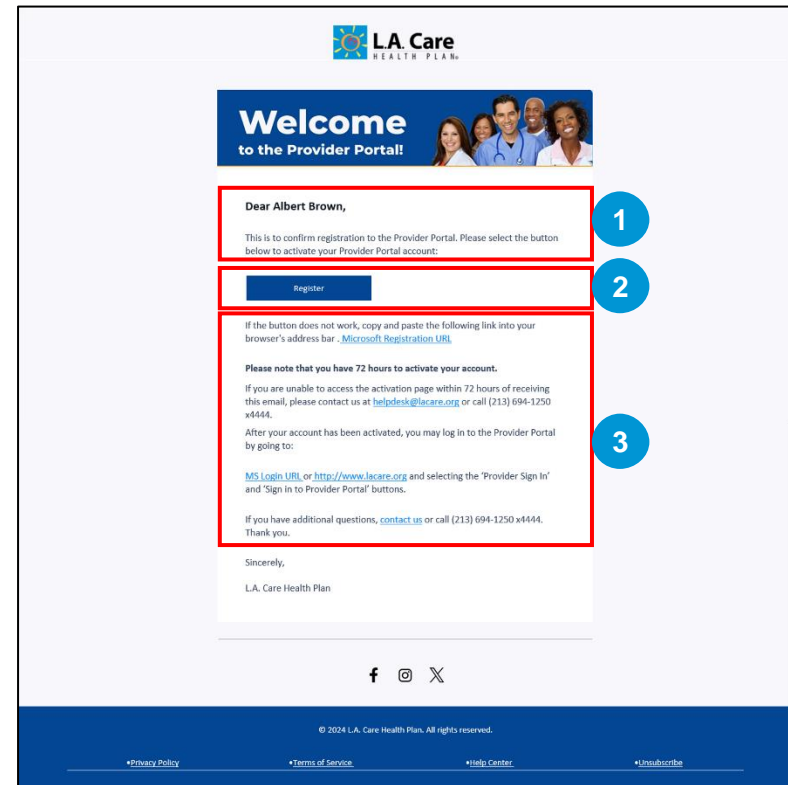 L.A. Care
HEALTH PLAN®
Welcome
to the Provider Portal!
Dear Albert Brown,
1
This is to confirm registration to the Provider Portal. Please select the button
below to activate your Provider Portal account:
Register
2
If the button does not work, copy and paste the following link into your
browser's address bar . Microsoft Registration URL
Please note that you have 72 hours to activate your account.
If you are unable to access the activation page within 72 hours of receiving
this email, please contact us at helpdesk@lacare.org or call (213) 694-1250
x4444.
After your account has been activated, you may log in to the Provider Portal
by going to:
3
MS Login URL or http://www.lacare.org and selecting the 'Provider Sign In'
and 'Sign in to Provider Portal' buttons.
If you have additional questions, contact us or call (213) 694-1250 x4444.
Thank you.
Sincerely,
L.A. Care Health Plan
© 2024 L.A. Care Health Plan. All rights reserved.
•Privacy Policy •Terms of Service •Help Center •Unsubscribe